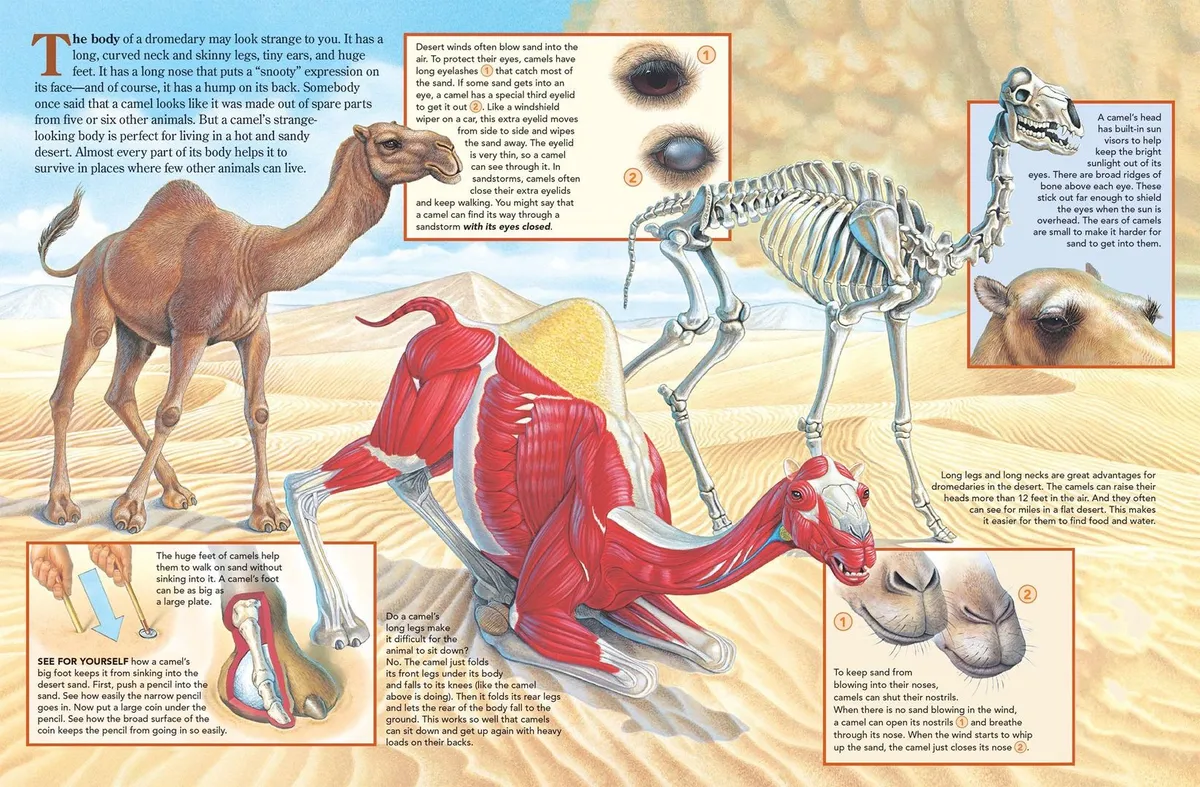 The body of a dromedary may look strange to you. It has a
long, curved neck and skinny legs, tiny ears, and huge
feet. It has a long nose that puts a “snooty” expression on
its face—and of course, it has a hump on its back. Somebody
once said that a camel looks like it was made out of spare parts
from five or six other animals. But a camel’s strange-
looking body is perfect for living in a hot and sandy
desert. Almost every part of its body helps it to
survive in places where few other animals can live.
Desert winds often blow sand into the
air. To protect their eyes, camels have
long eyelashes 1 that catch most of
the sand. If some sand gets into an
eye, a camel has a special third eyelid
to get it out 2. Like a windshield
wiper on a car, this extra eyelid moves
from side to side and wipes
the sand away. The eyelid
is very thin, so a camel
can see through it. In
sandstorms, camels often
close their extra eyelids
and keep walking. You might say that
a camel can find its way through a
sandstorm with its eyes closed.
1
2
A camel’s head
has built-in sun
visors to help
keep the bright
sunlight out of its
eyes. There are broad ridges of
bone above each eye. These
stick out far enough to shield
the eyes when the sun is
overhead. The ears of camels
are small to make it harder for
sand to get into them.
Long legs and long necks are great advantages for
dromedaries in the desert. The camels can raise their
heads more than 12 feet in the air. And they often
can see for miles in a flat desert. This makes
it easier for them to find food and water.
The huge feet of camels help
them to walk on sand without
sinking into it. A camel’s foot
can be as big as
a large plate.
SEE FOR YOURSELF how a camel’s
big foot keeps it from sinking into the
desert sand. First, push a pencil into the
sand. See how easily the narrow pencil
goes in. Now put a large coin under the
pencil. See how the broad surface of the
coin keeps the pencil from going in so easily.
Do a camel’s
long legs make
it difficult for the
animal to sit down?
No. The camel just folds
its front legs under its body
and falls to its knees (like the camel
above is doing). Then it folds its rear legs
and lets the rear of the body fall to the
ground. This works so well that camels
can sit down and get up again with heavy
loads on their backs.
1
2
To keep sand from
blowing into their noses,
camels can shut their nostrils.
When there is no sand blowing in the wind,
a camel can open its nostrils 1 and breathe
through its nose. When the wind starts to whip
up the sand, the camel just closes its nose 2.